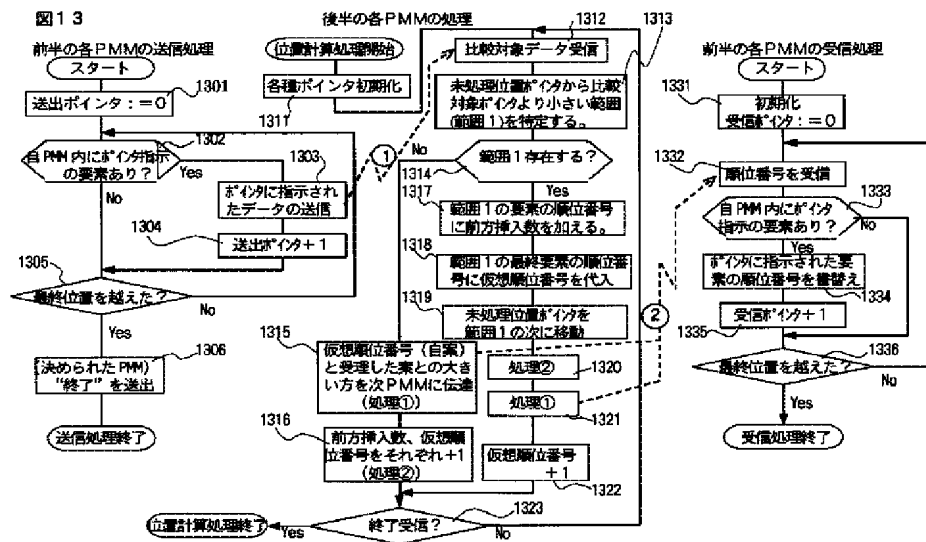 図13
前半の各PMMの送信処理
スタート
送出ポインタ:=0
1301
1302
自PMM内にポインタ指示
の要素あり?
Yes
No
1303
ポインタに指示され
たデータの送信
1304
送出ポインタ+1
1305
最終位置を越えた?
No
Yes
1306
(決められたPMM)
"終了"を送出
送信処理終了
後半の各PMMの処理
位置計算処理開始
各種ポインタ初期化
1311
1312
比較対象データ受信
1313
未処理位置ポインタから比較
対象ポインタより小さい範囲
(範囲1)を特定する。
①
No
範囲1存在する?
1314
Yes
1317
範囲1の要素の順位番号
に前方挿入数を加える。
1318
範囲1の最終要素の順位番
号に仮想順位番号を代入
1319
未処理位置ポインタを
範囲1の次に移動
②
1315
仮想順位番号(自案)
と受理した案との大き
い方を次PMMに伝達
(処理①)
処理②
1320
処理①
1321
1316
前方挿入数、仮想順
位番号をそれぞれ+1
(処理②)
仮想順位番号
+1
1322
1323
終了受信?
Yes
No
位置計算処理終了
前半の各PMMの受信処理
スタート
1331
初期化
受信ポインタ:=0
1332
順位番号を受信
1333
自PMM内にポインタ
指示の要素あり?
No
Yes
ポインタに指示された要
素の順位番号を書替え
1334
1335
受信ポインタ+1
1336
最終位置を越えた?
No
Yes
受信処理終了